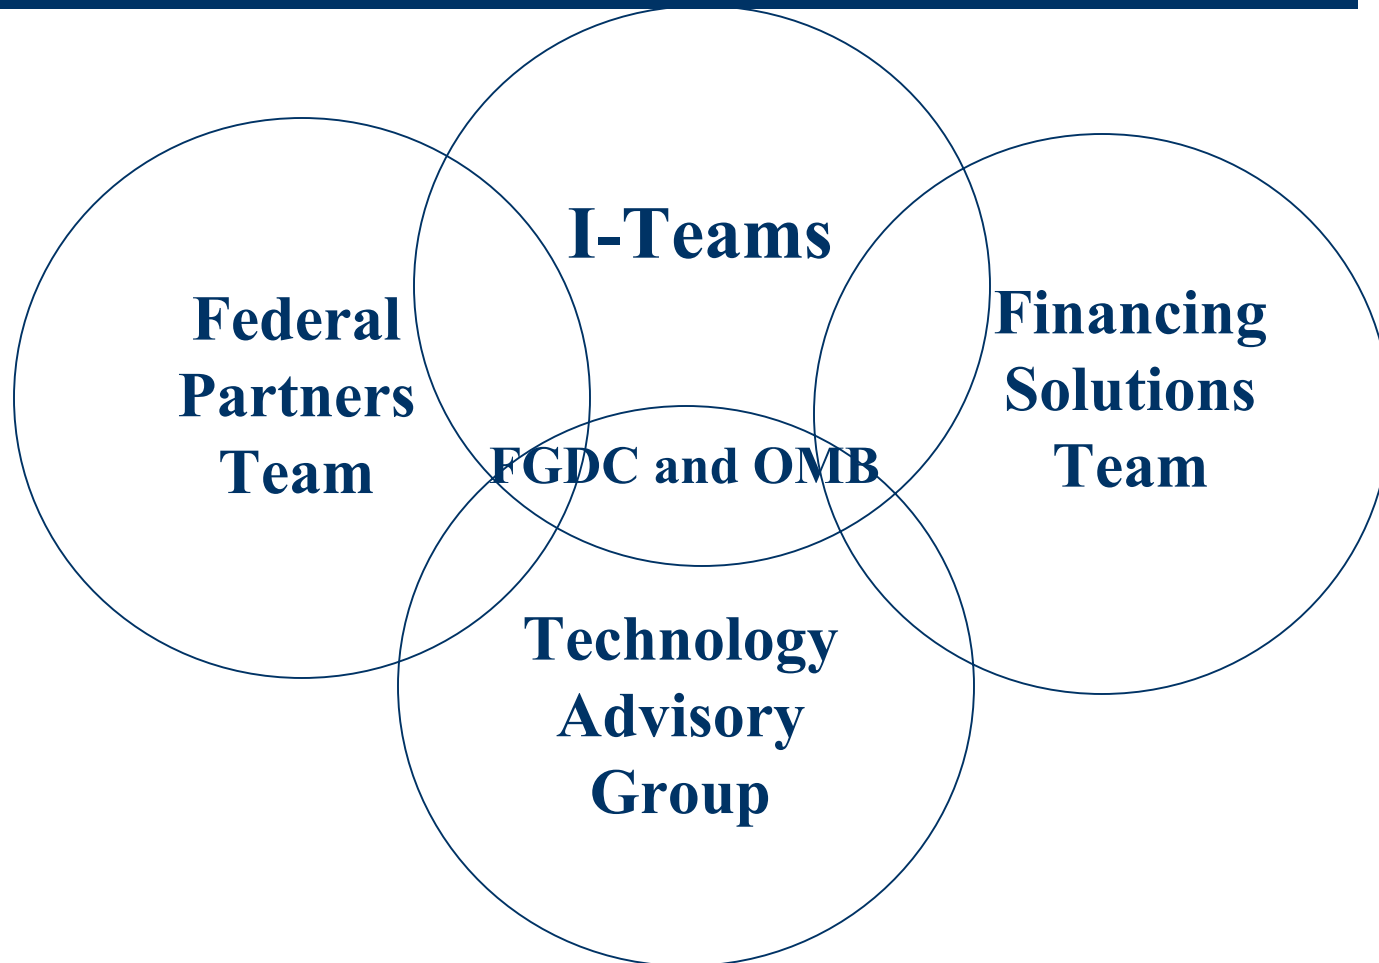 I-Teams
Federal
Partners
Team
Financing
Solutions
Team
FGDC and OMB
Technology
Advisory
Group